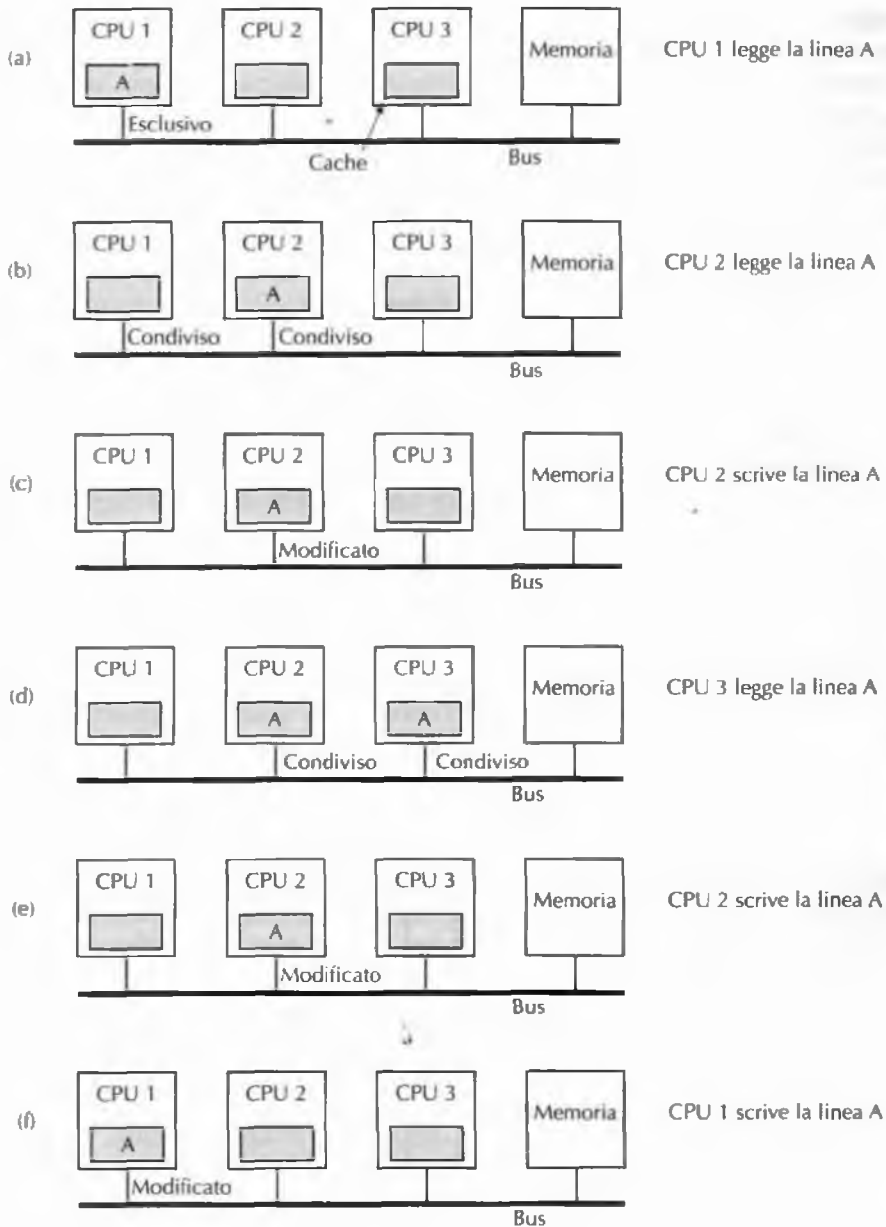 (a)
CPU 1
CPU 2
CPU 3
Memoria
CPU 1 legge la linea A
A
Esclusivo
Cache
Bus
(b)
CPU 1
CPU 2
CPU 3
Memoria
CPU 2 legge la linea A
A
Condiviso
Condiviso
Bus
(c)
CPU 1
CPU 2
CPU 3
Memoria
CPU 2 scrive la linea A
A
Modificato
Bus
(d)
CPU 1
CPU 2
CPU 3
Memoria
CPU 3 legge la linea A
A
A
Condiviso
Condiviso
Bus
(e)
CPU 1
CPU 2
CPU 3
Memoria
CPU 2 scrive la linea A
A
Modificato
Bus
(f)
CPU 1
CPU 2
CPU 3
Memoria
CPU 1 scrive la linea A
A
Modificato
Bus